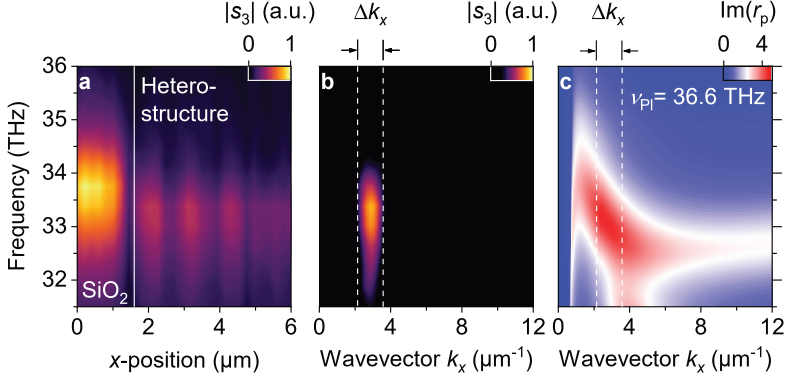 |s₃| (a.u.)
0 1
Δkₓ
|s₃| (a.u.)
0 1
Δkₓ
Im(rₚ)
0 4
a
Hetero-
structure
SiO₂
b
c
νPl= 36.6 THz
Frequency (THz)
36
35
34
33
32
0 2 4 6
x-position (μm)
0 4 8 12
Wavevector kₓ (μm⁻¹)
0 4 8 12
Wavevector kₓ (μm⁻¹)